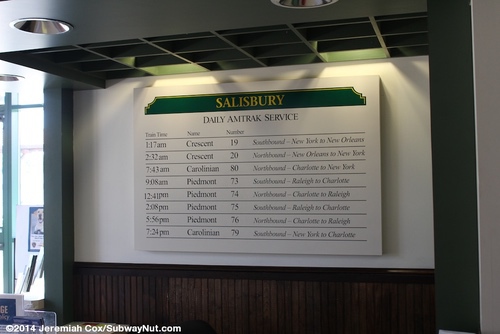 SALISBURY
DAILY AMTRAK SERVICE
Train Time Name Number
1:17am Crescent 19 Southbound – New York to New Orleans
2:32am Crescent 20 Northbound – New Orleans to New York
7:43am Carolinian 80 Northbound – Charlotte to New York
9:08am Piedmont 73 Southbound – Raleigh to Charlotte
12:41pm Piedmont 74 Northbound – Charlotte to Raleigh
2:08pm Piedmont 75 Southbound – Raleigh to Charlotte
5:56pm Piedmont 76 Northbound – Charlotte to Raleigh
7:24pm Carolinian 79 Southbound – New York to Charlotte
©2014 Jeremiah Cox/SubwayNut.com